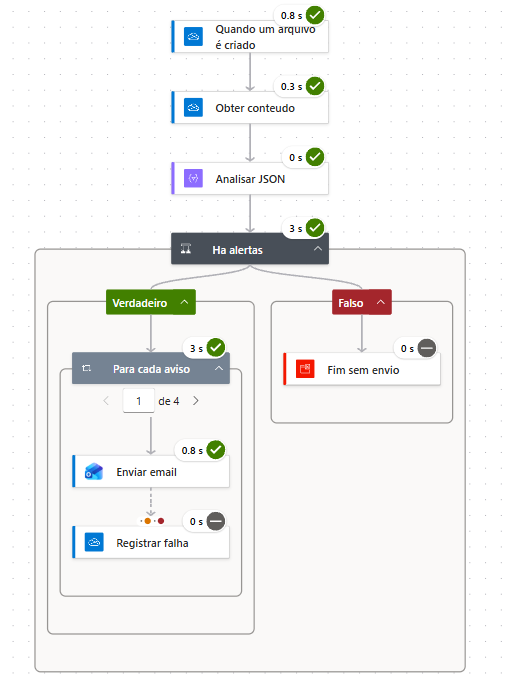 0.8 s
Quando um arquivo
é criado
0.3 s
Obter conteudo
0 s
Analisar JSON
3 s
Ha alertas
Verdadeiro
Falso
3 s
Para cada aviso
0 s
Fim sem envio
1 de 4
0.8 s
Enviar email
0 s
Registrar falha